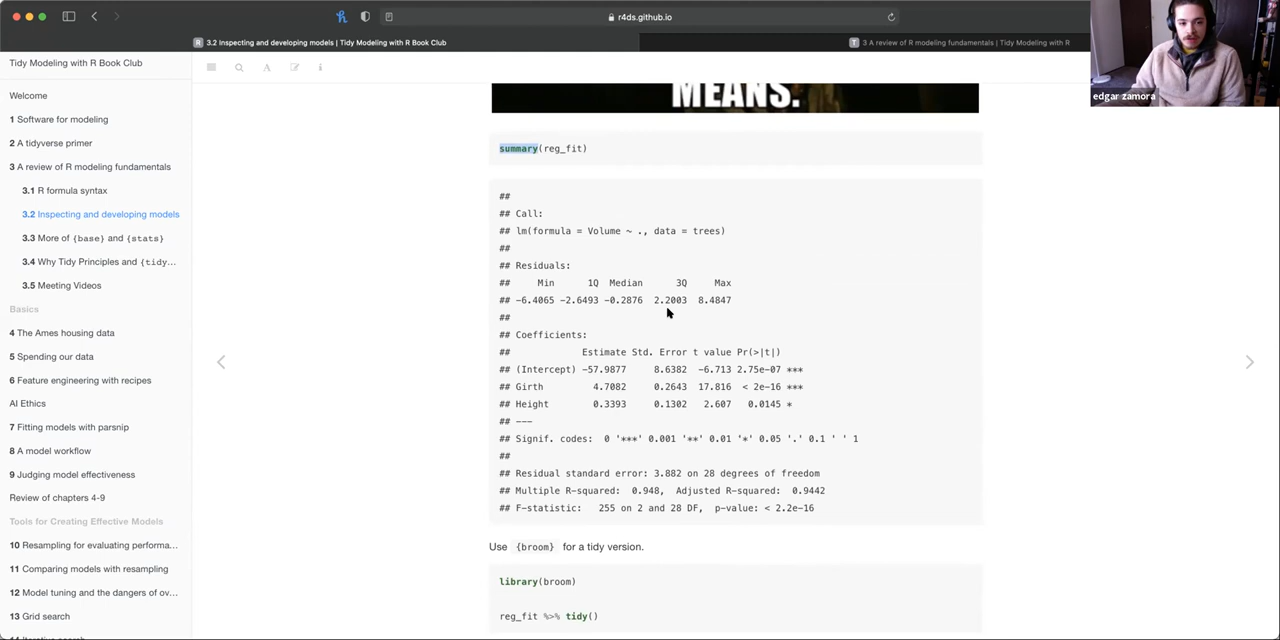 r4ds.github.io
R 3.2 Inspecting and developing models | Tidy Modeling with R Book Club
T 3 A review of R modeling fundamentals | Tidy Modeling with R
edgar zamora
Tidy Modeling with R Book Club
Welcome
1 Software for modeling
2 A tidyverse primer
3 A review of R modeling fundamentals
3.1 R formula syntax
3.2 Inspecting and developing models
3.3 More of {base} and {stats}
3.4 Why Tidy Principles and {tidy...
3.5 Meeting Videos
Basics
4 The Ames housing data
5 Spending our data
6 Feature engineering with recipes
AI Ethics
7 Fitting models with parsnip
8 A model workflow
9 Judging model effectiveness
Review of chapters 4-9
Tools for Creating Effective Models
10 Resampling for evaluating performa...
11 Comparing models with resampling
12 Model tuning and the dangers of ov...
13 Grid search
MEANS.
summary(reg_fit)
##
## Call:
## lm(formula = Volume ~ ., data = trees)
##
## Residuals:
##     Min      1Q  Median      3Q     Max
## -6.4065 -2.6493 -0.2876  2.2003  8.4847
##
## Coefficients:
##             Estimate Std. Error t value Pr(>|t|)
## (Intercept) -57.9877     8.6382  -6.713 2.75e-07 ***
## Girth         4.7082     0.2643  17.816  < 2e-16 ***
## Height        0.3393     0.1302   2.607   0.0145 *
## ---
## Signif. codes:  0 '***' 0.001 '**' 0.01 '*' 0.05 '.' 0.1 ' ' 1
##
## Residual standard error: 3.882 on 28 degrees of freedom
## Multiple R-squared:  0.948, Adjusted R-squared:  0.9442
## F-statistic:   255 on 2 and 28 DF,  p-value: < 2.2e-16
Use {broom} for a tidy version.
library(broom)
reg_fit %>% tidy()